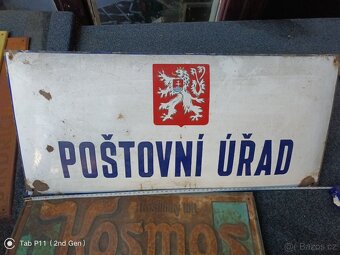 POŠTOVNÍ ÚŘAD
Kosmos
Tab P11 (2nd Gen)
Bazos.cz